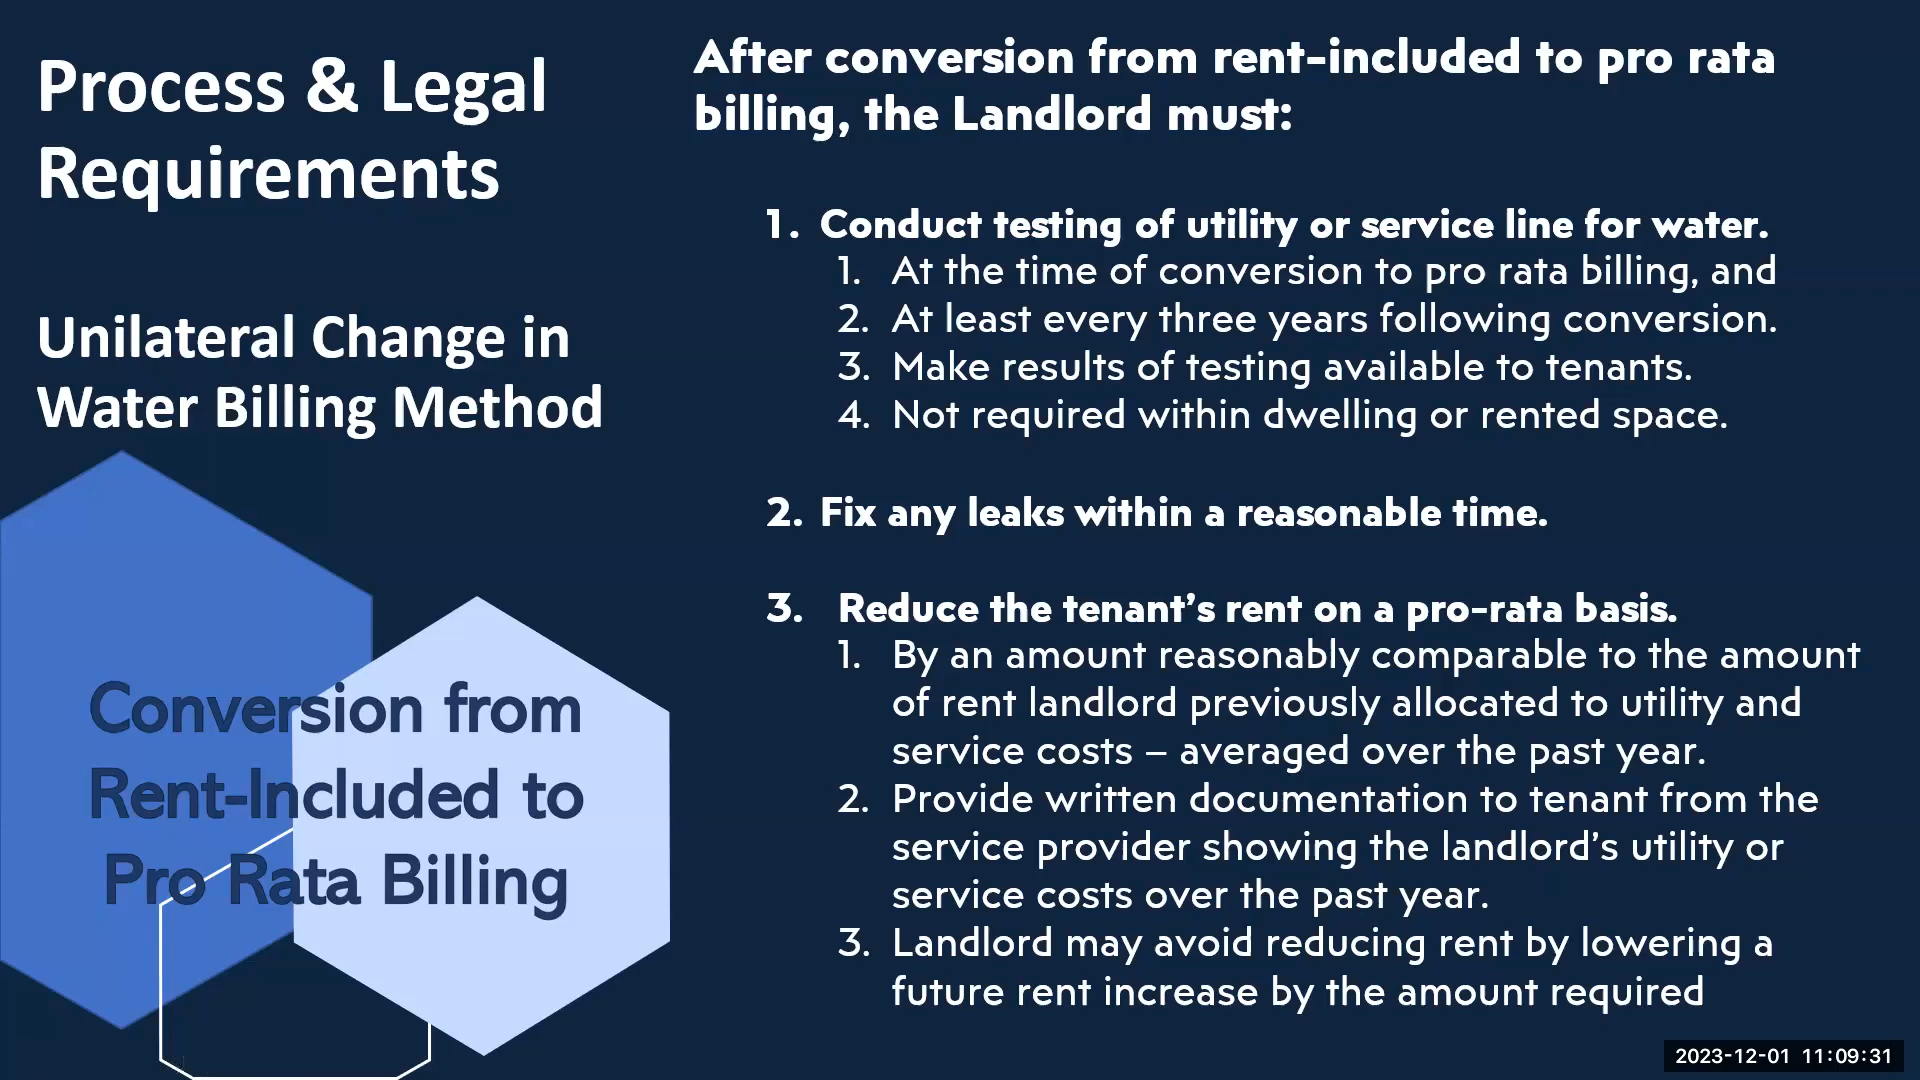 Process & Legal
Requirements
Unilateral Change in
Water Billing Method
Conversion from
Rent-Included to
Pro Rata Billing
After conversion from rent-included to pro rata
billing, the Landlord must:
1. Conduct testing of utility or service line for water.
1. At the time of conversion to pro rata billing, and
2. At least every three years following conversion.
3. Make results of testing available to tenants.
4. Not required within dwelling or rented space.
2. Fix any leaks within a reasonable time.
3. Reduce the tenant’s rent on a pro-rata basis.
1. By an amount reasonably comparable to the amount
of rent landlord previously allocated to utility and
service costs – averaged over the past year.
2. Provide written documentation to tenant from the
service provider showing the landlord’s utility or
service costs over the past year.
3. Landlord may avoid reducing rent by lowering a
future rent increase by the amount required
2023-12-01 11:09:31